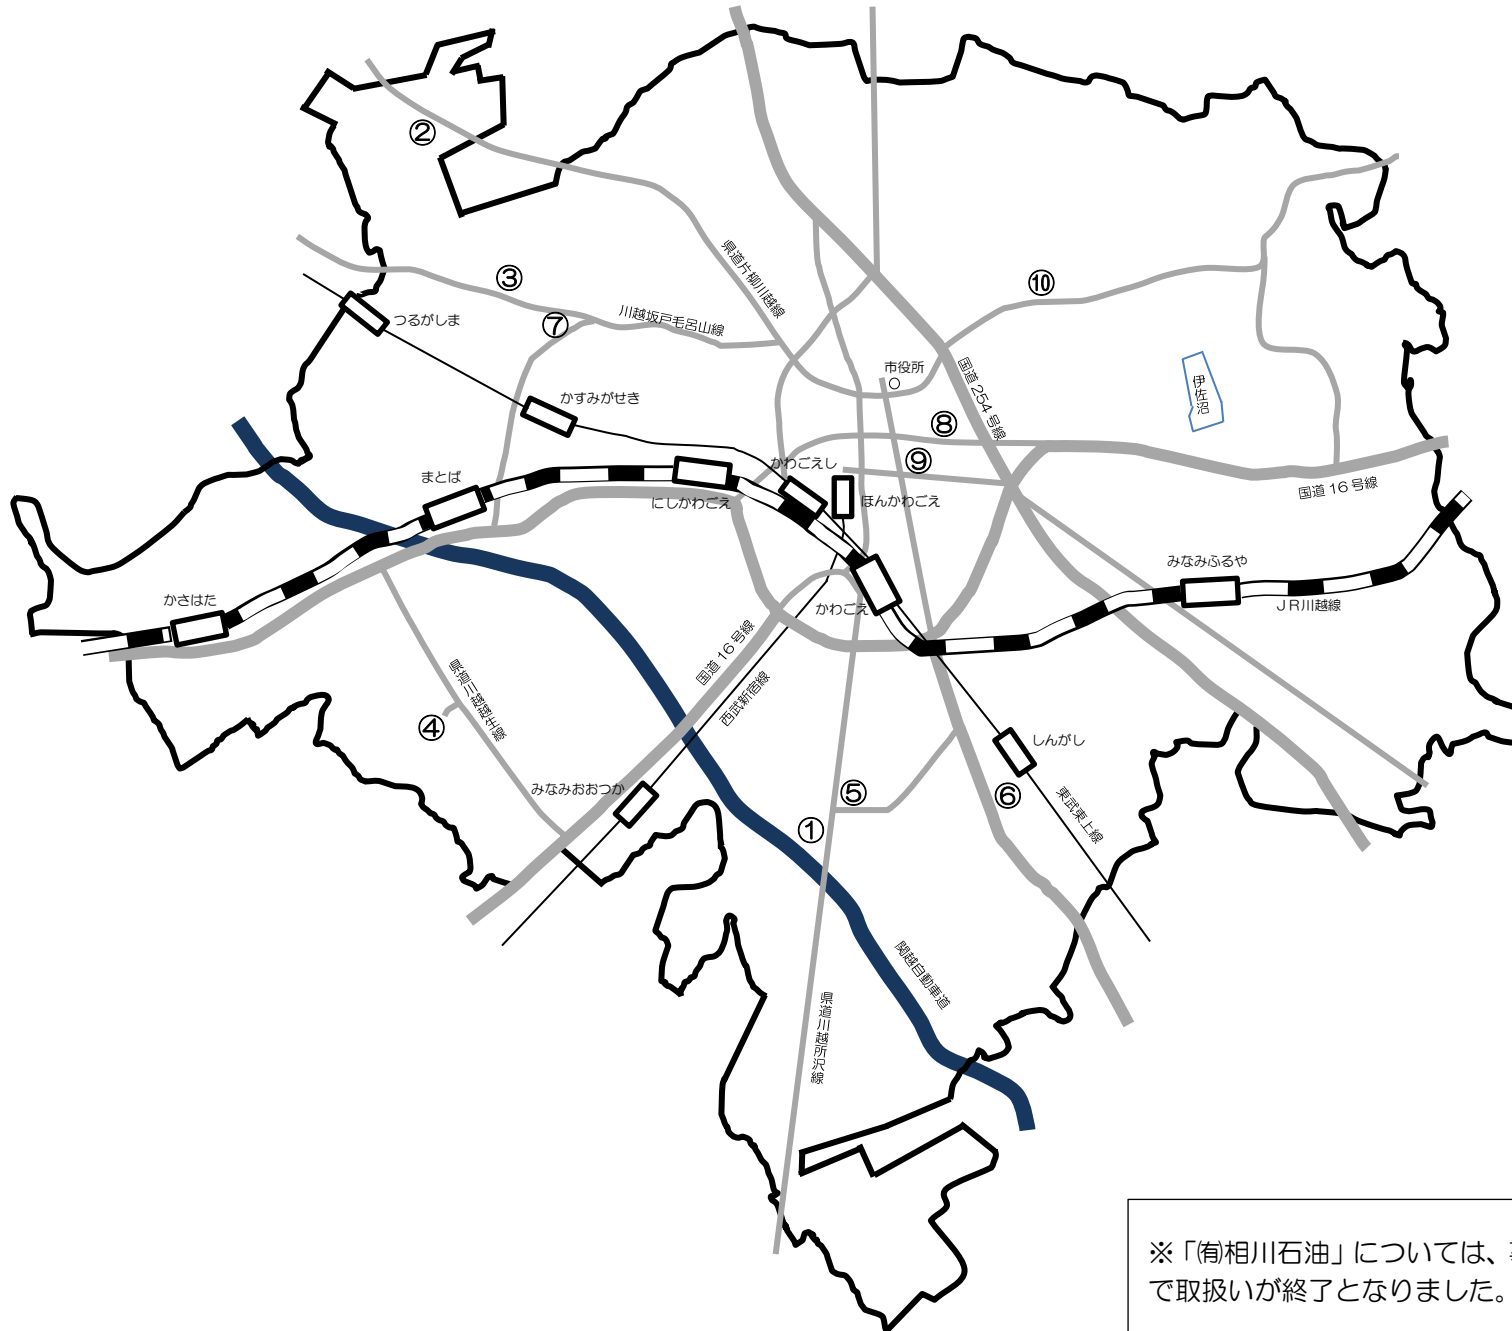 ②
③
⑦
県道片柳川越線
川越坂戸毛呂山線
⑩
つるがしま
市役所
国道254号線
伊佐沼
かすみがせき
⑧
⑨
まとば
にしかわごえ
かわごえし
ほんかわごえ
国道16号線
みなみふるや
JR川越線
かさはた
かわごえ
国道16号線
西武新宿線
県道川越越生線
④
みなみおおつか
⑤
①
しんがし
⑥
東武東上線
関越自動車道
県道川越所沢線
※「㈲相川石油」については、
で取扱いが終了となりました。